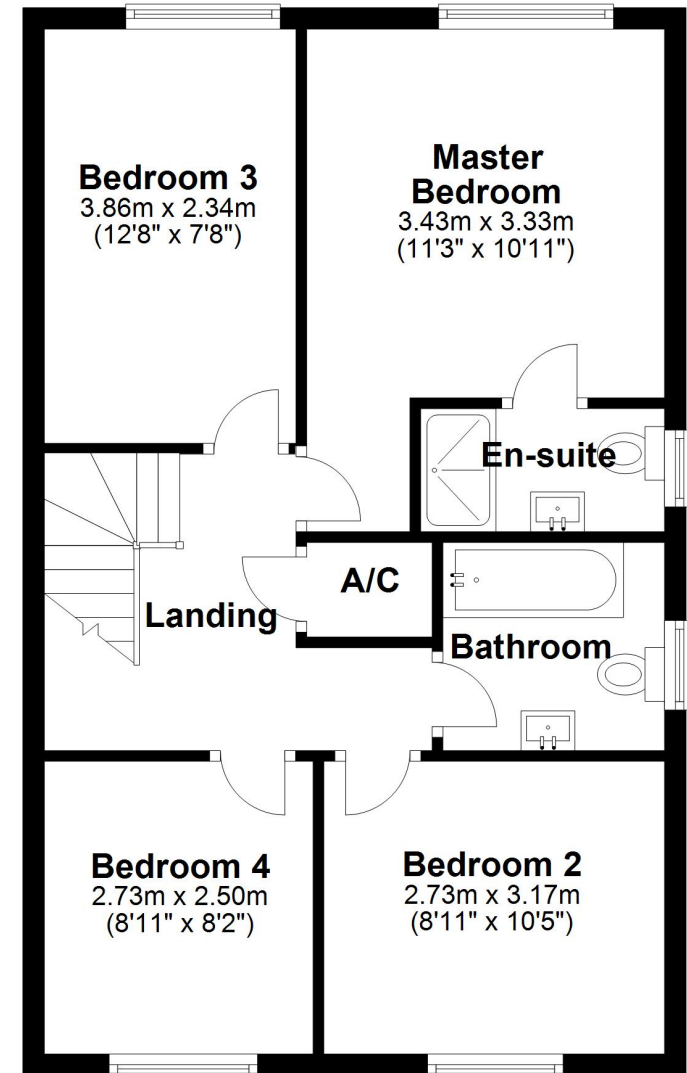 Bedroom 3
3.86m x 2.34m
(12'8" x 7'8")
Master
Bedroom
3.43m x 3.33m
(11'3" x 10'11")
En-suite
A/C
Landing
Bathroom
Bedroom 4
2.73m x 2.50m
(8'11" x 8'2")
Bedroom 2
2.73m x 3.17m
(8'11" x 10'5")